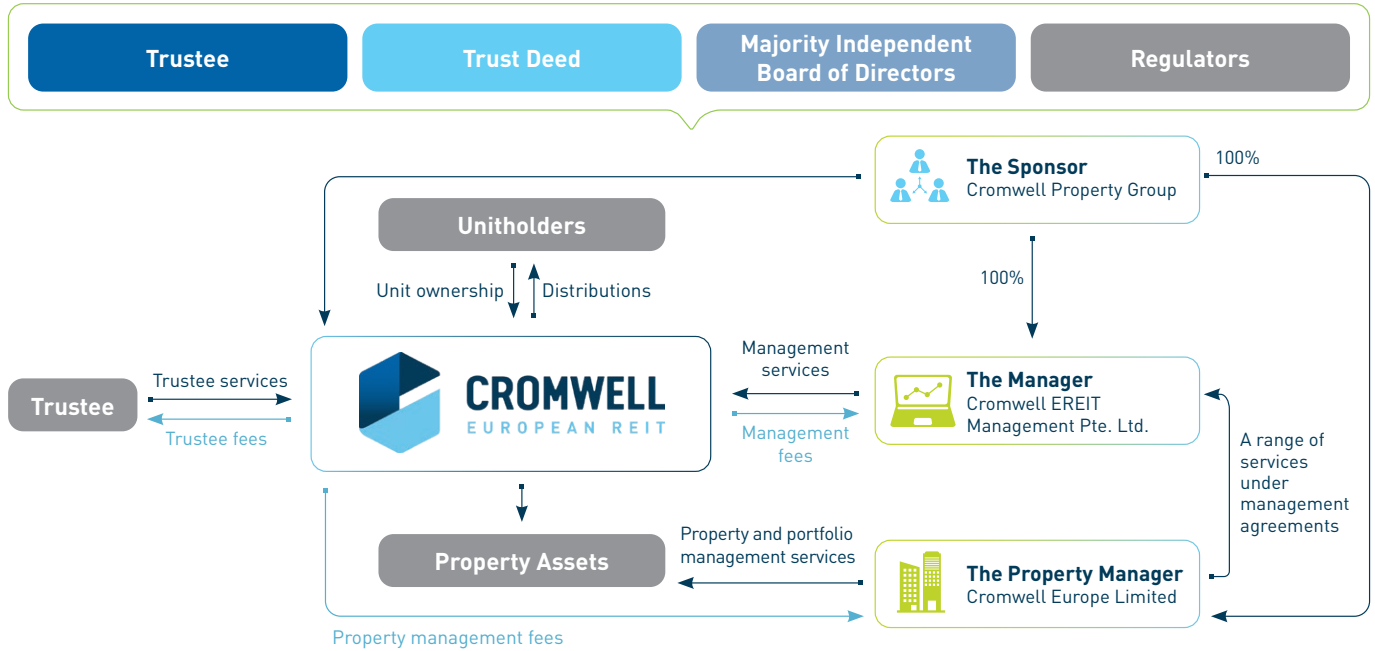 Trustee
Trust Deed
Majority Independent
Board of Directors
Regulators
The Sponsor
Cromwell Property Group
100%
Unitholders
100%
Unit ownership
Distributions
Trustee
Trustee services
Trustee fees
CROMWELL
EUROPEAN REIT
Management
services
Management
fees
The Manager
Cromwell EREIT
Management Pte. Ltd.
A range of
services
under
management
agreements
Property Assets
Property and portfolio
management services
The Property Manager
Cromwell Europe Limited
Property management fees